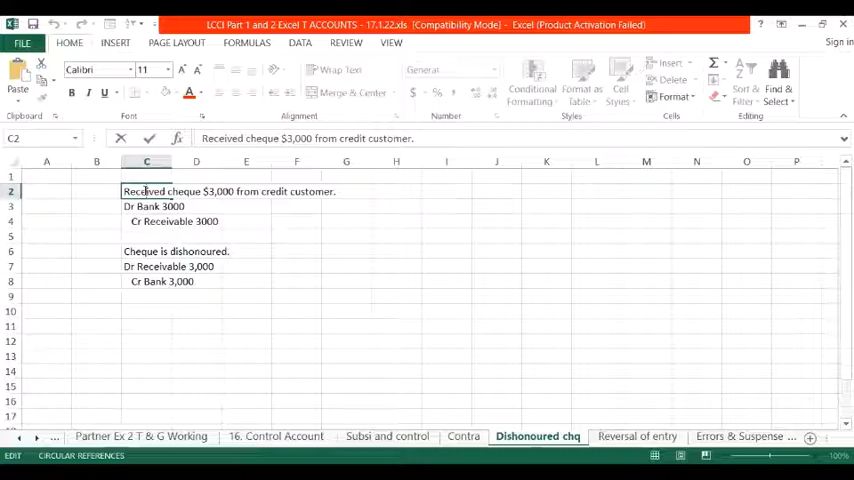 LCCI Part 1 and 2 Excel T ACCOUNTS - 17.1.22.xls [Compatibility Mode] - Excel (Product Activation Failed)
FILE HOME INSERT PAGE LAYOUT FORMULAS DATA REVIEW VIEW Sign in
Paste Calibri 11 A A Wrap Text General Conditional Formatting Format as Table Cell Styles Insert Delete Format Sort & Filter Find & Select
B I U A Merge & Center $ % ,
Clipboard Font Alignment Number Styles Cells Editing
C2 fx Received cheque $3,000 from credit customer.
A B C D E F G H I J K L M N O P
1
2 Received cheque $3,000 from credit customer.
3 Dr Bank 3000
4 Cr Receivable 3000
5
6 Cheque is dishonoured.
7 Dr Receivable 3,000
8 Cr Bank 3,000
9
10
11
12
13
14
15
16
17
... Partner Ex 2 T & G Working 16. Control Account Subsi and control Contra Dishonoured chq Reversal of entry Errors & Suspense ...
EDIT CIRCULAR REFERENCES 100%